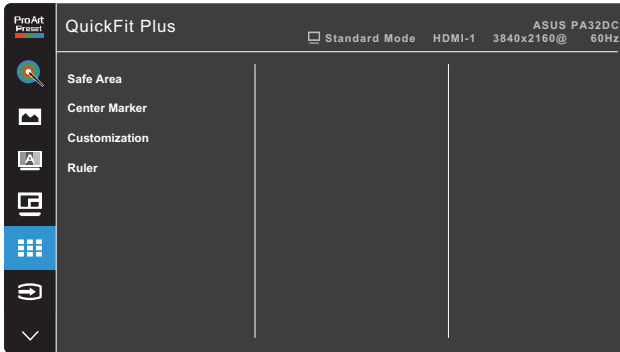 ProArt
Preset
QuickFit Plus
ASUS PA32DC
Standard Mode HDMI-1 3840x2160@ 60Hz
Safe Area
Center Marker
Customization
Ruler
A